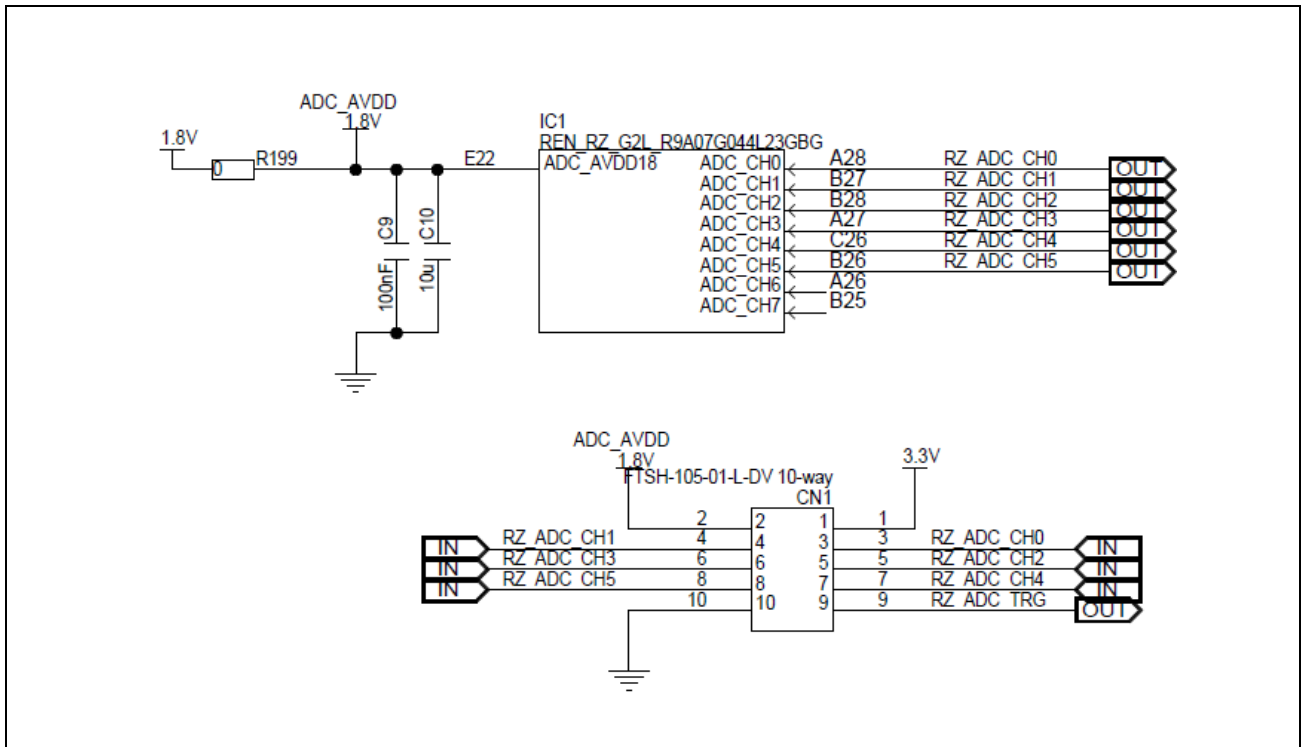 ADC_AVDD
1.8V
1.8V
0
R199
E22
C9
100nF
C10
10u
IC1
REN_RZ_G2L_R9A07G044L23GBG
ADC_AVDD18
ADC_CH0 A28 RZ_ADC_CH0 OUT
ADC_CH1 B27 RZ_ADC_CH1 OUT
ADC_CH2 B28 RZ_ADC_CH2 OUT
ADC_CH3 A27 RZ_ADC_CH3 OUT
ADC_CH4 C26 RZ_ADC_CH4 OUT
ADC_CH5 B26 RZ_ADC_CH5 OUT
ADC_CH6 A26
ADC_CH7 B25
ADC_AVDD
1.8V
3.3V
FTSH-105-01-L-DV 10-way
CN1
2 2 1 1
IN RZ_ADC_CH1 4 4 3 3 RZ_ADC_CH0 IN
IN RZ_ADC_CH3 6 6 5 5 RZ_ADC_CH2 IN
IN RZ_ADC_CH5 8 8 7 7 RZ_ADC_CH4 IN
10 10 9 9 RZ_ADC_TRG OUT